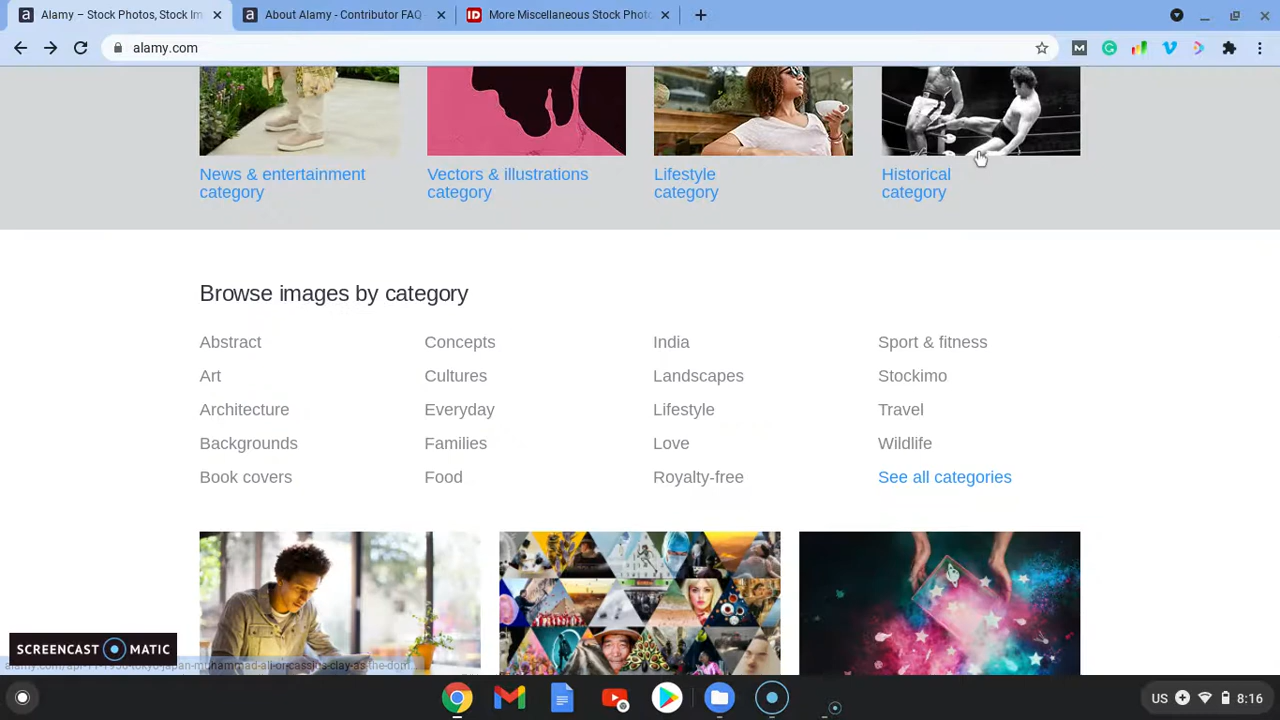 Alamy – Stock Photos, Stock Im
About Alamy - Contributor FAQ -
More Miscellaneous Stock Photo
alamy.com
News & entertainment
category
Vectors & illustrations
category
Lifestyle
category
Historical
category
Browse images by category
Abstract
Concepts
India
Sport & fitness
Art
Cultures
Landscapes
Stockimo
Architecture
Everyday
Lifestyle
Travel
Backgrounds
Families
Love
Wildlife
Book covers
Food
Royalty-free
See all categories
SCREENCAST MATIC
US
8:16